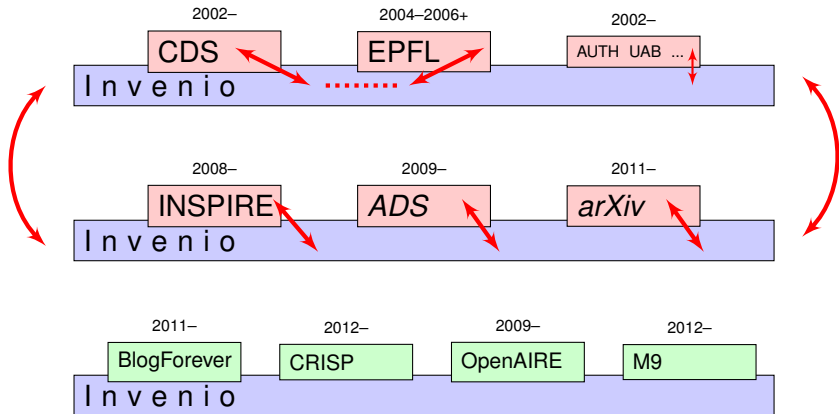 2002– 2004–2006+ 2002–
CDS EPFL AUTH UAB ...
Invenio
2008– 2009– 2011–
INSPIRE ADS arXiv
Invenio
2011– 2012– 2009– 2012–
BlogForever CRISP OpenAIRE M9
Invenio